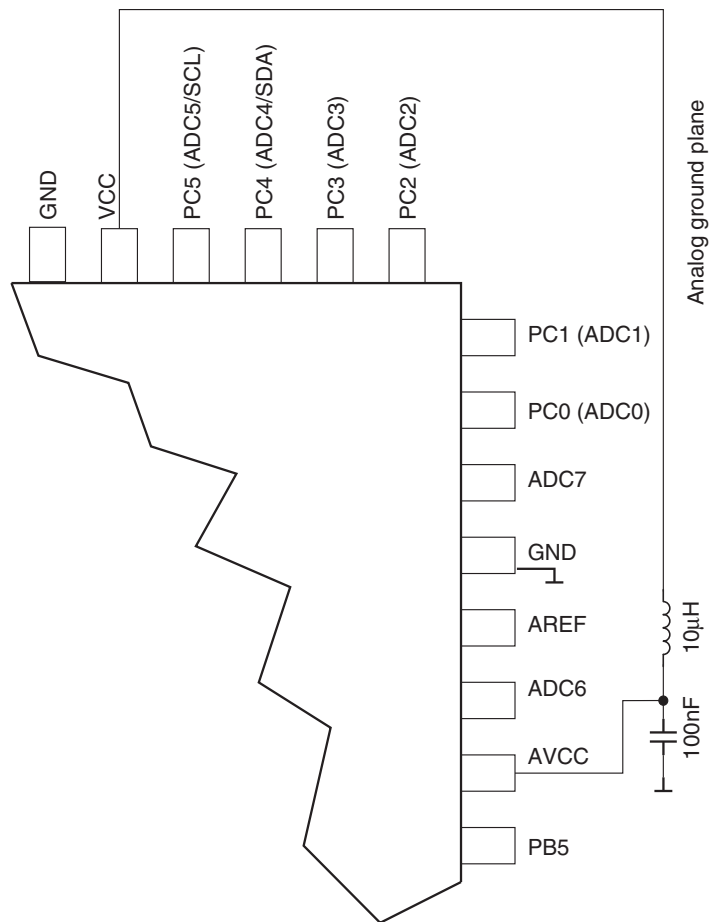 GND
VCC
PC5 (ADC5/SCL)
PC4 (ADC4/SDA)
PC3 (ADC3)
PC2 (ADC2)
Analog ground plane
PC1 (ADC1)
PC0 (ADC0)
ADC7
GND
AREF
10μH
ADC6
100nF
AVCC
PB5